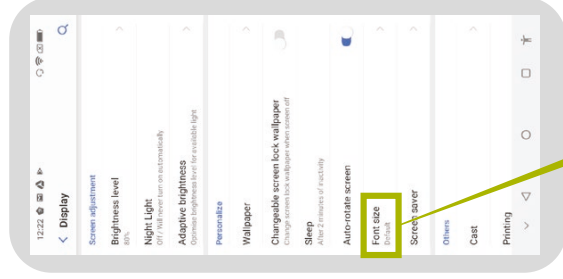 12:22
Display
Screen adjustment
Brightness level
80%
Night Light
Off / Will never turn on automatically
Adaptive brightness
Optimise brightness level for available light
Personalize
Wallpaper
Changeable screen lock wallpaper
Change screen lock wallpaper when screen off
Sleep
After 2 minutes of inactivity
Auto-rotate screen
Font size
Default
Screen saver
Others
Cast
Printing